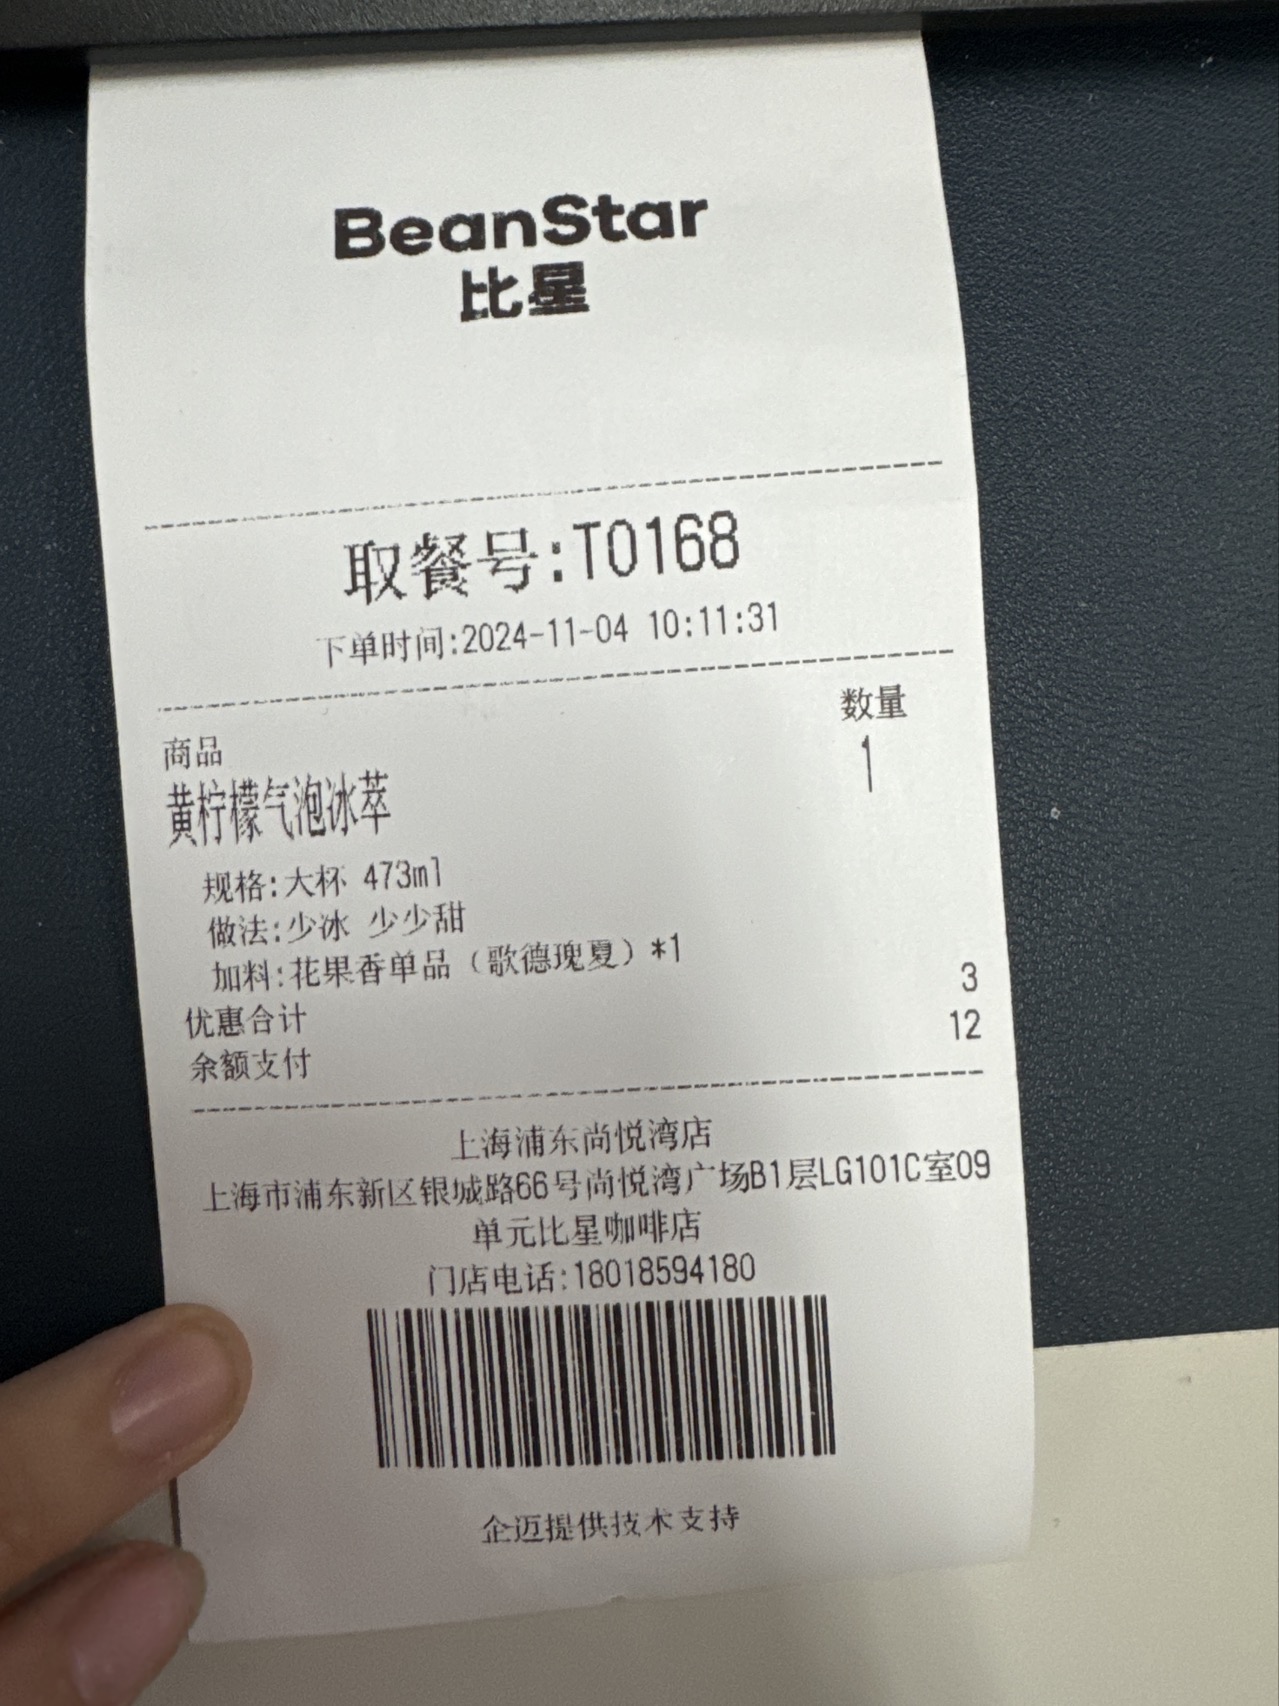 BeanStar
比星
取餐号:T0168
下单时间:2024-11-04 10:11:31
商品 数量
黄柠檬气泡冰萃 1
规格:大杯 473ml
做法:少冰 少少甜
加料:花果香单品（歌德瑰夏）*1
优惠合计 3
余额支付 12
上海浦东尚悦湾店
上海市浦东新区银城路66号尚悦湾广场B1层LG101C室09
单元比星咖啡店
门店电话:18018594180
企迈提供技术支持